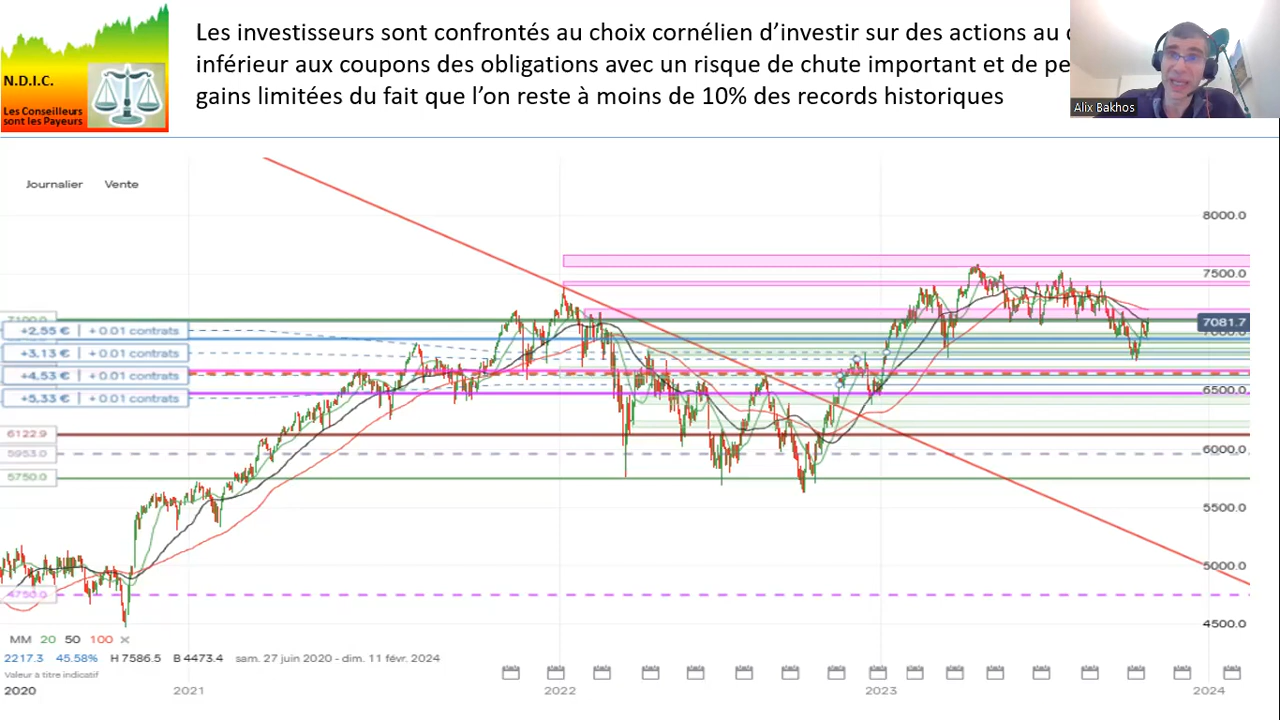 Les investisseurs sont confrontés au choix cornélien d’investir sur des actions au
inférieur aux coupons des obligations avec un risque de chute important et de
gains limitées du fait que l’on reste à moins de 10% des records historiques
N.D.I.C.
Les Conseilleurs
sont les Payeurs
Alix Bakhos
Journalier Vente
8000.0
7500.0
7100.0
7081.7
+2,55 € | + 0.01 contrats
+3,13 € | + 0.01 contrats
+4,53 € | + 0.01 contrats
+5,33 € | + 0.01 contrats
6500.0
6122.9
6000.0
5953.0
5750.0
5500.0
5000.0
4750.0
4500.0
MM 20 50 100 ×
2217.3 45.58% H 7586.5 B 4473.4 sam. 27 juin 2020 - dim. 11 févr. 2024
Valeur à titre indicatif
2020 2021 2022 2023 2024